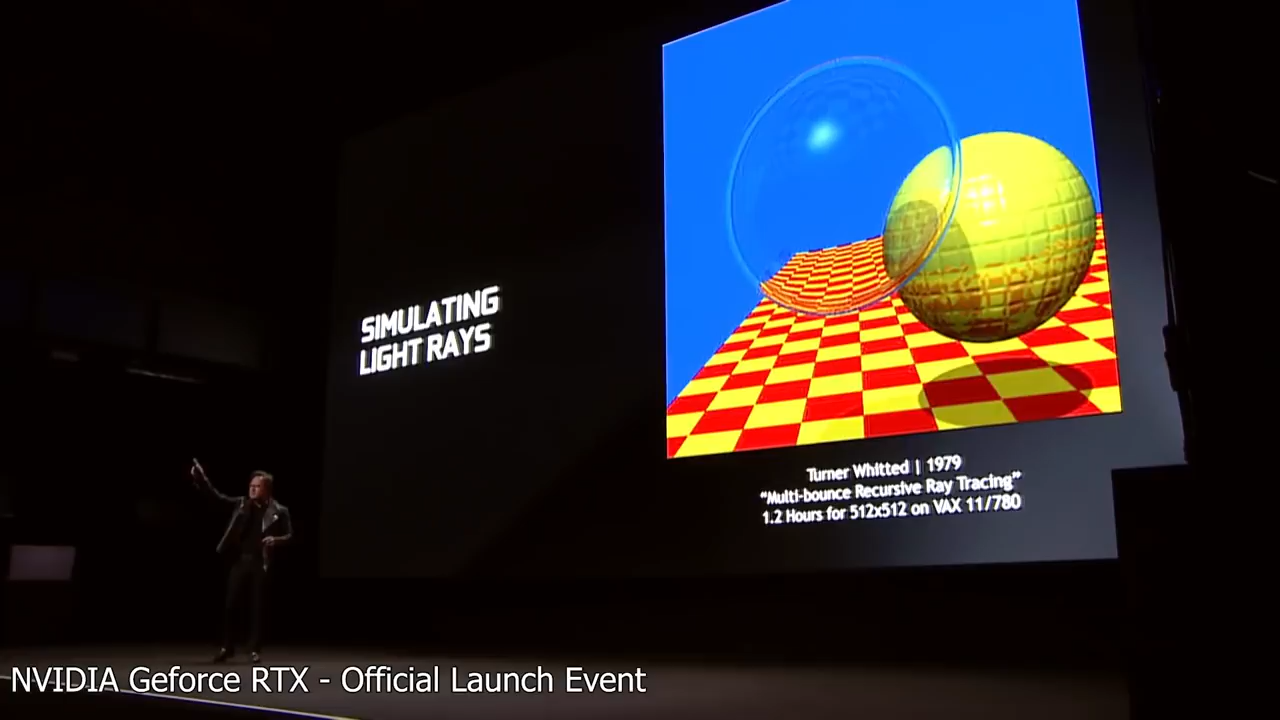 SIMULATING
LIGHT RAYS
Turner Whitted | 1979
“Multi-bounce Recursive Ray Tracing”
1.2 Hours for 512x512 on VAX 11/780
NVIDIA Geforce RTX - Official Launch Event